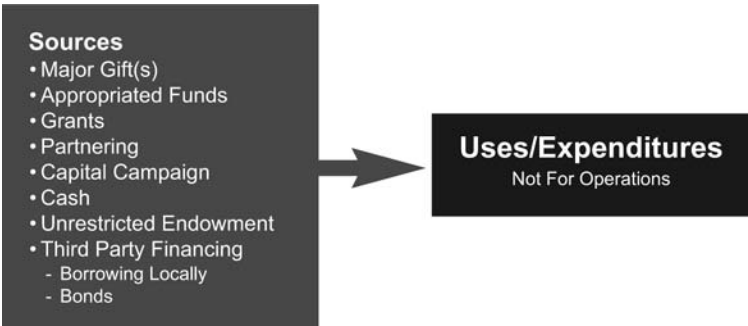 Sources
• Major Gift(s)
• Appropriated Funds
• Grants
• Partnering
• Capital Campaign
• Cash
• Unrestricted Endowment
• Third Party Financing
- Borrowing Locally
- Bonds
Uses/Expenditures
Not For Operations